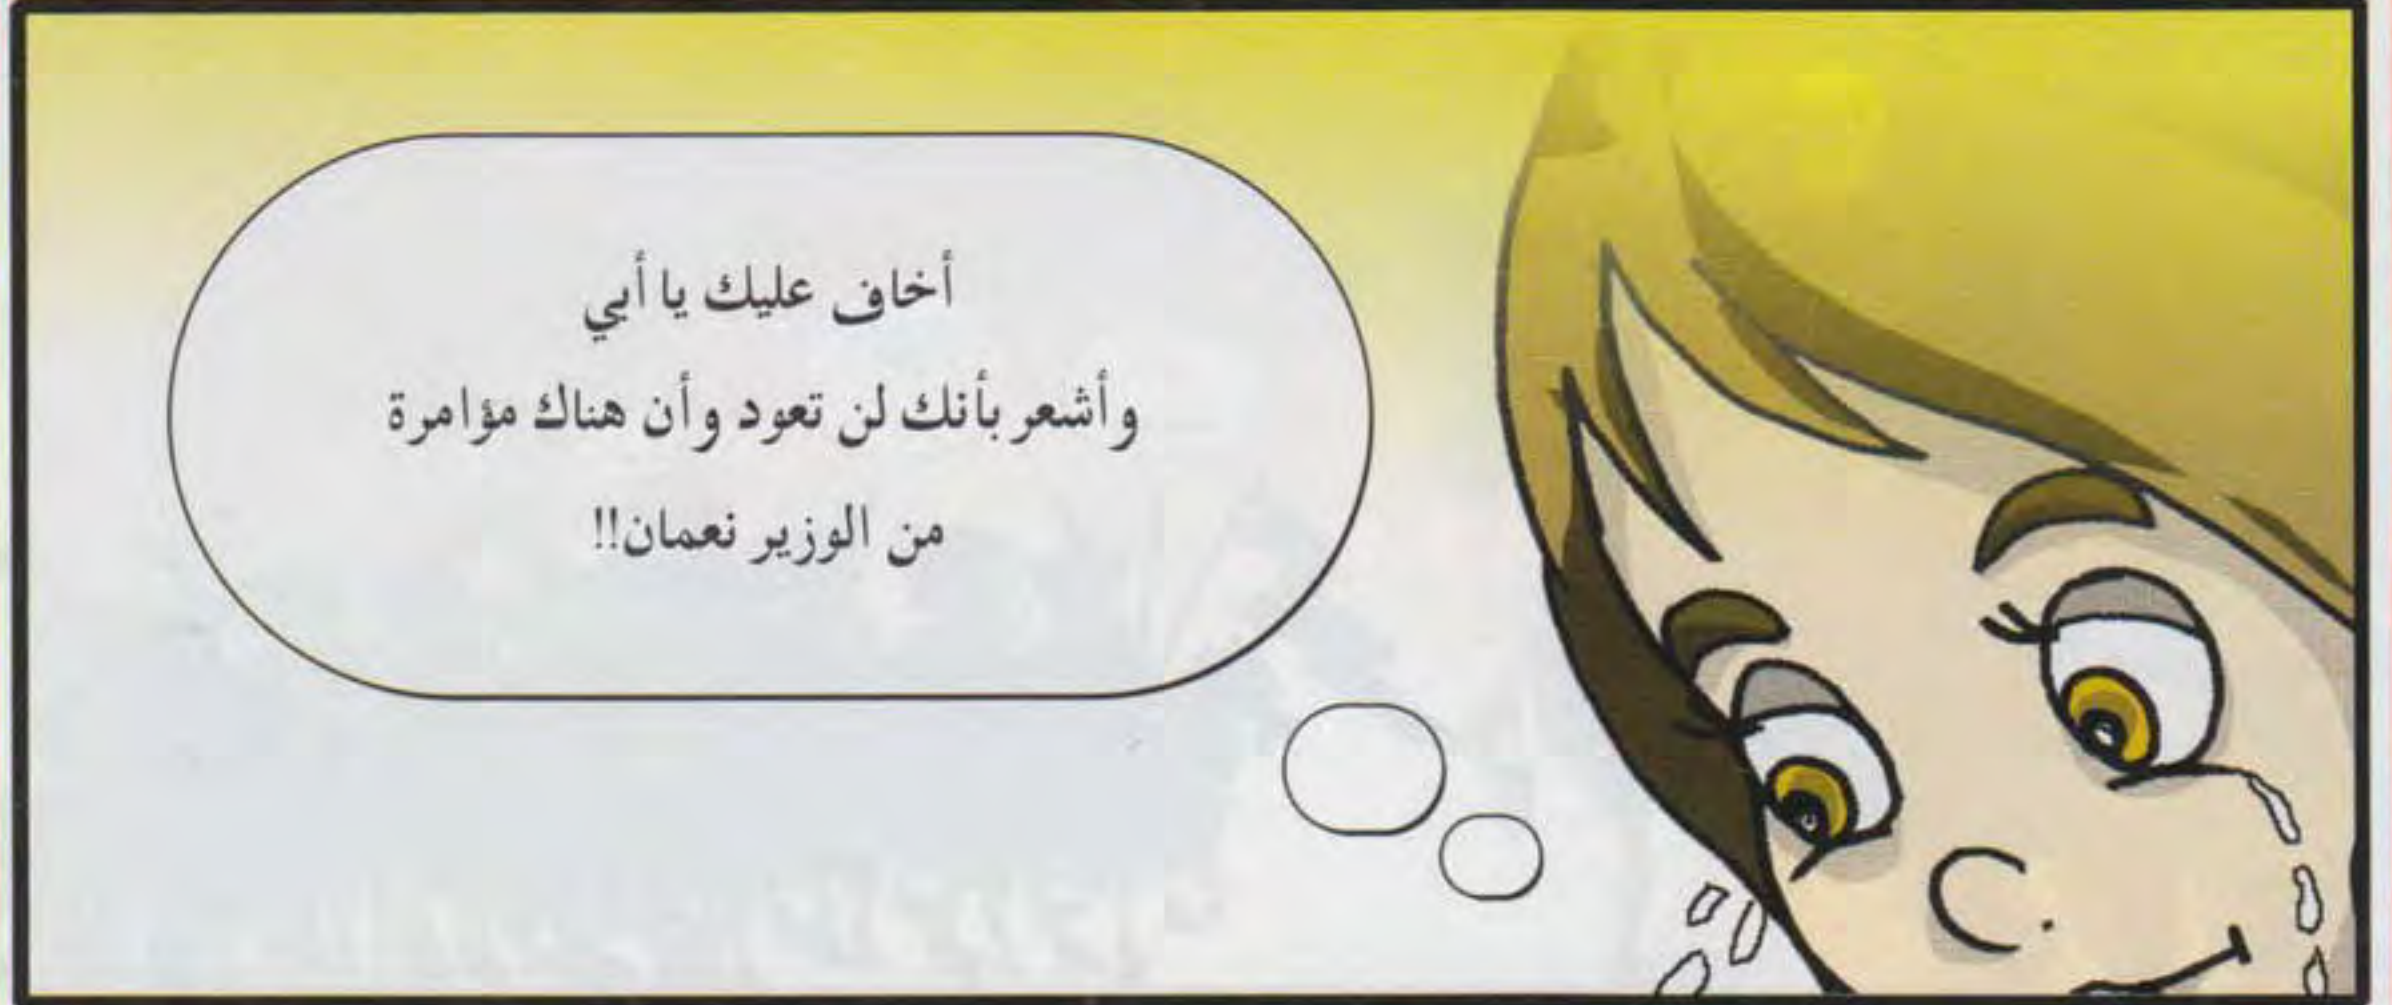 أخاف عليك يا أبي
وأشعر بأنك لن تعود وأن هناك مؤامرة
من الوزير نعمان!!